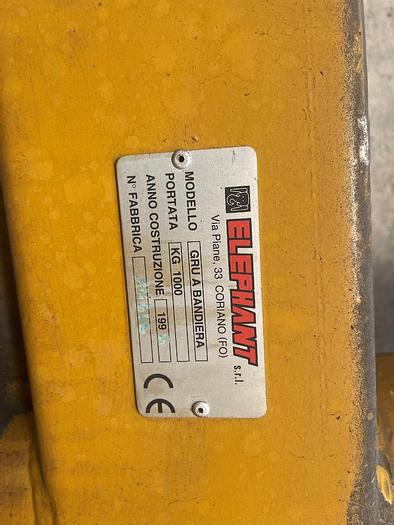 ELEPHANT s.r.l.
Via Piane, 33 CORIANO (FO)
MODELLO GRU A BANDIERA
PORTATA KG 1000
ANNO COSTRUZIONE 199
N° FABBRICA
CE